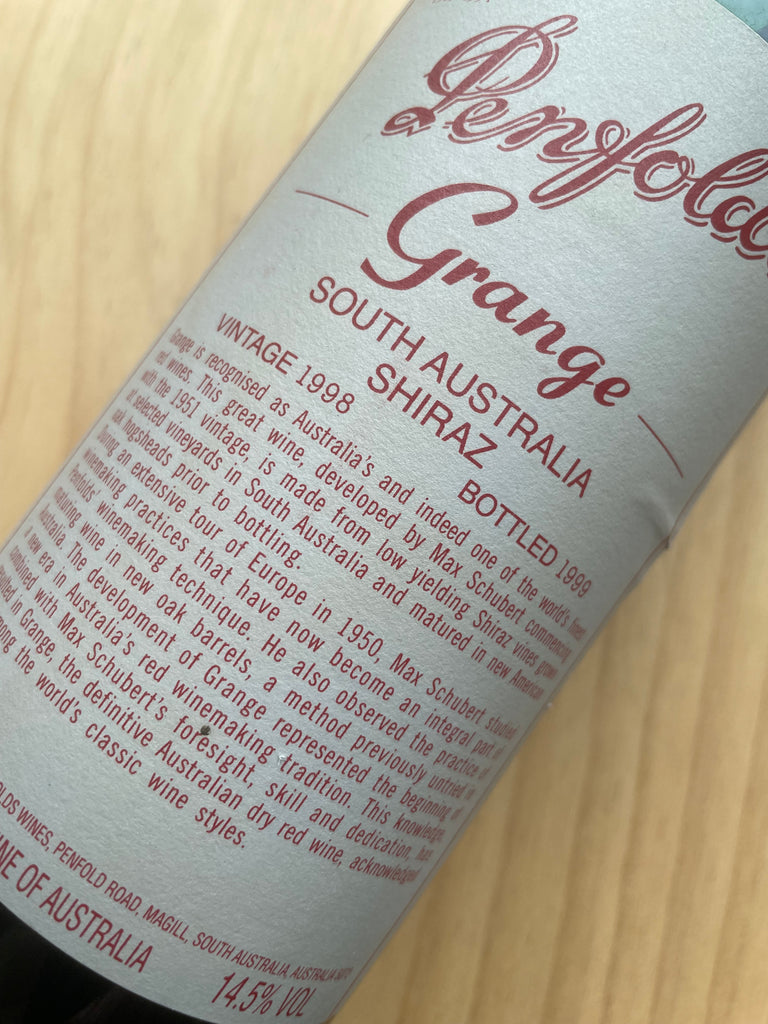 Penfolds
Grange
SOUTH AUSTRALIA
SHIRAZ
VINTAGE 1998 BOTTLED 1999
Grange is recognised as Australia's and indeed one of the world's finest
red wines. This great wine, developed by Max Schubert commencing
with the 1951 vintage, is made from low yielding Shiraz vines grown
at selected vineyards in South Australia and matured in new American
oak hogsheads prior to bottling.
During an extensive tour of Europe in 1950, Max Schubert studied
winemaking practices that have now become an integral part of
Penfolds' winemaking technique. He also observed the practice of
maturing wine in new oak barrels, a method previously untried in
Australia. The development of Grange represented the beginning of
a new era in Australia's red winemaking tradition. This knowledge,
combined with Max Schubert's foresight, skill and dedication, has
resulted in Grange, the definitive Australian dry red wine, acknowledged
among the world's classic wine styles.
OLDS WINES, PENFOLD ROAD, MAGILL, SOUTH AUSTRALIA, AUSTRALIA
NE OF AUSTRALIA 14.5% VOL